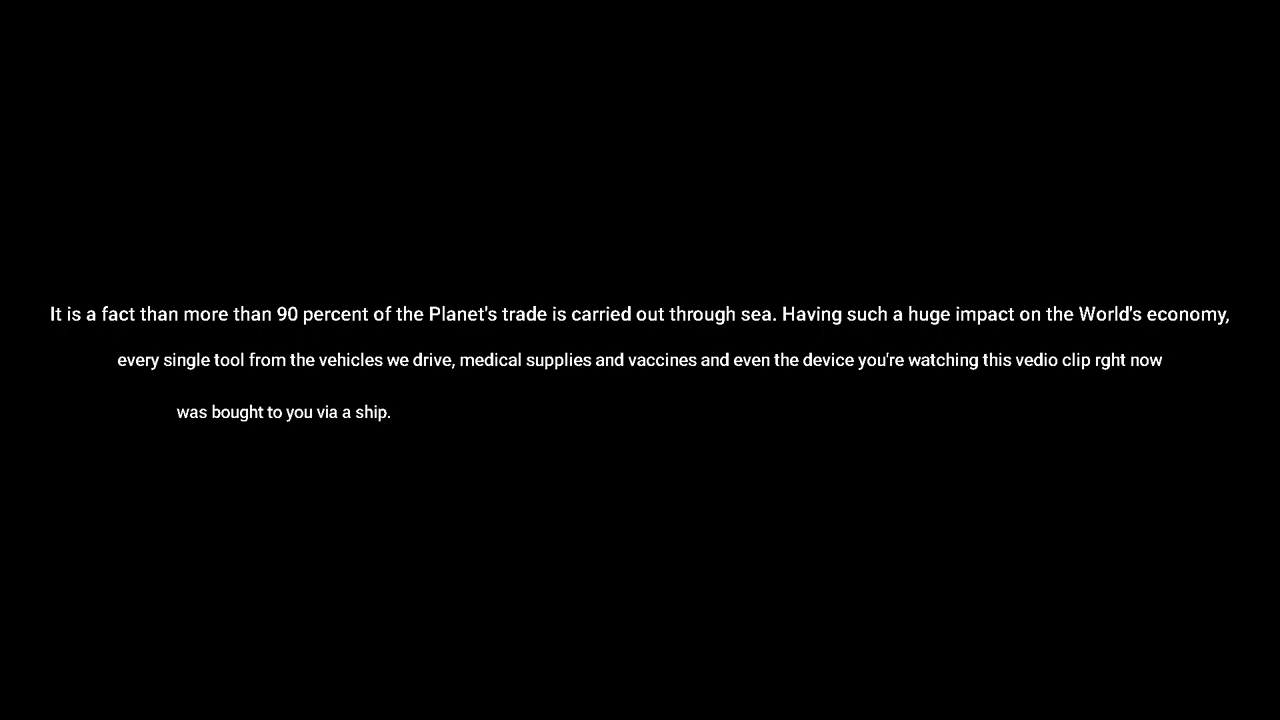 It is a fact than more than 90 percent of the Planet's trade is carried out through sea. Having such a huge impact on the World's economy,
every single tool from the vehicles we drive, medical supplies and vaccines and even the device you're watching this vedio clip rght now
was bought to you via a ship.